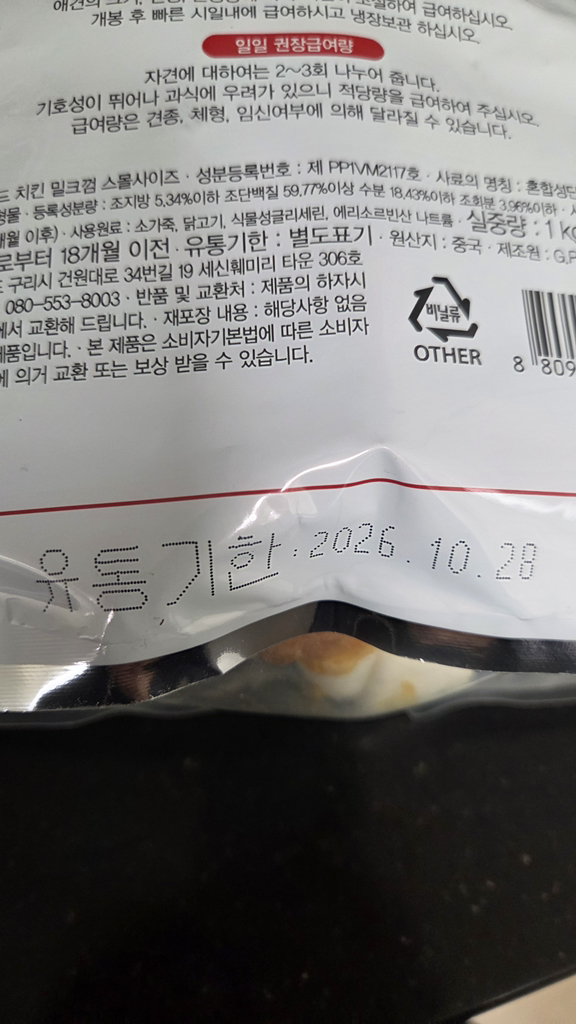 급여하십시오
개봉 후 빠른 시일내에 급여하시고 냉장보관 하십시오.
일일 권장급여량
자견에 대하여는 2~3회 나누어 줍니다.
기호성이 뛰어나 과식에 우려가 있으니 적당량을 급여하여 주십시오.
급여량은 견종, 체형, 임신여부에 의해 달라질 수 있습니다.
치킨 밀크껌 스몰사이즈 · 성분등록번호 : 제 PP1VM2117호 · 사료의 명칭 : 혼합성단
· 등록성분량 : 조지방 5,34%이하 조단백질 59.77%이상 수분 18.43%이하 조회분 3.96%이하 ·
이후) · 사용원료 : 소가죽, 닭고기, 식물성글리세린, 에리소르빈산 나트륨 · 실중량 : 1 k
로부터 18개월 이전 · 유통기한 : 별도표기 · 원산지 : 중국 · 제조원 : G,P
구리시 건원대로 34번길 19 세신훼미리 타운 306호
080-553-8003 · 반품 및 교환처 : 제품의 하자시
에서 교환해 드립니다. · 재포장 내용 : 해당사항 없음
제품입니다. · 본 제품은 소비자기본법에 따른 소비자
에 의거 교환 또는 보상 받을 수 있습니다.
비닐류
OTHER
8 809
유통기한 : 2026. 10. 28